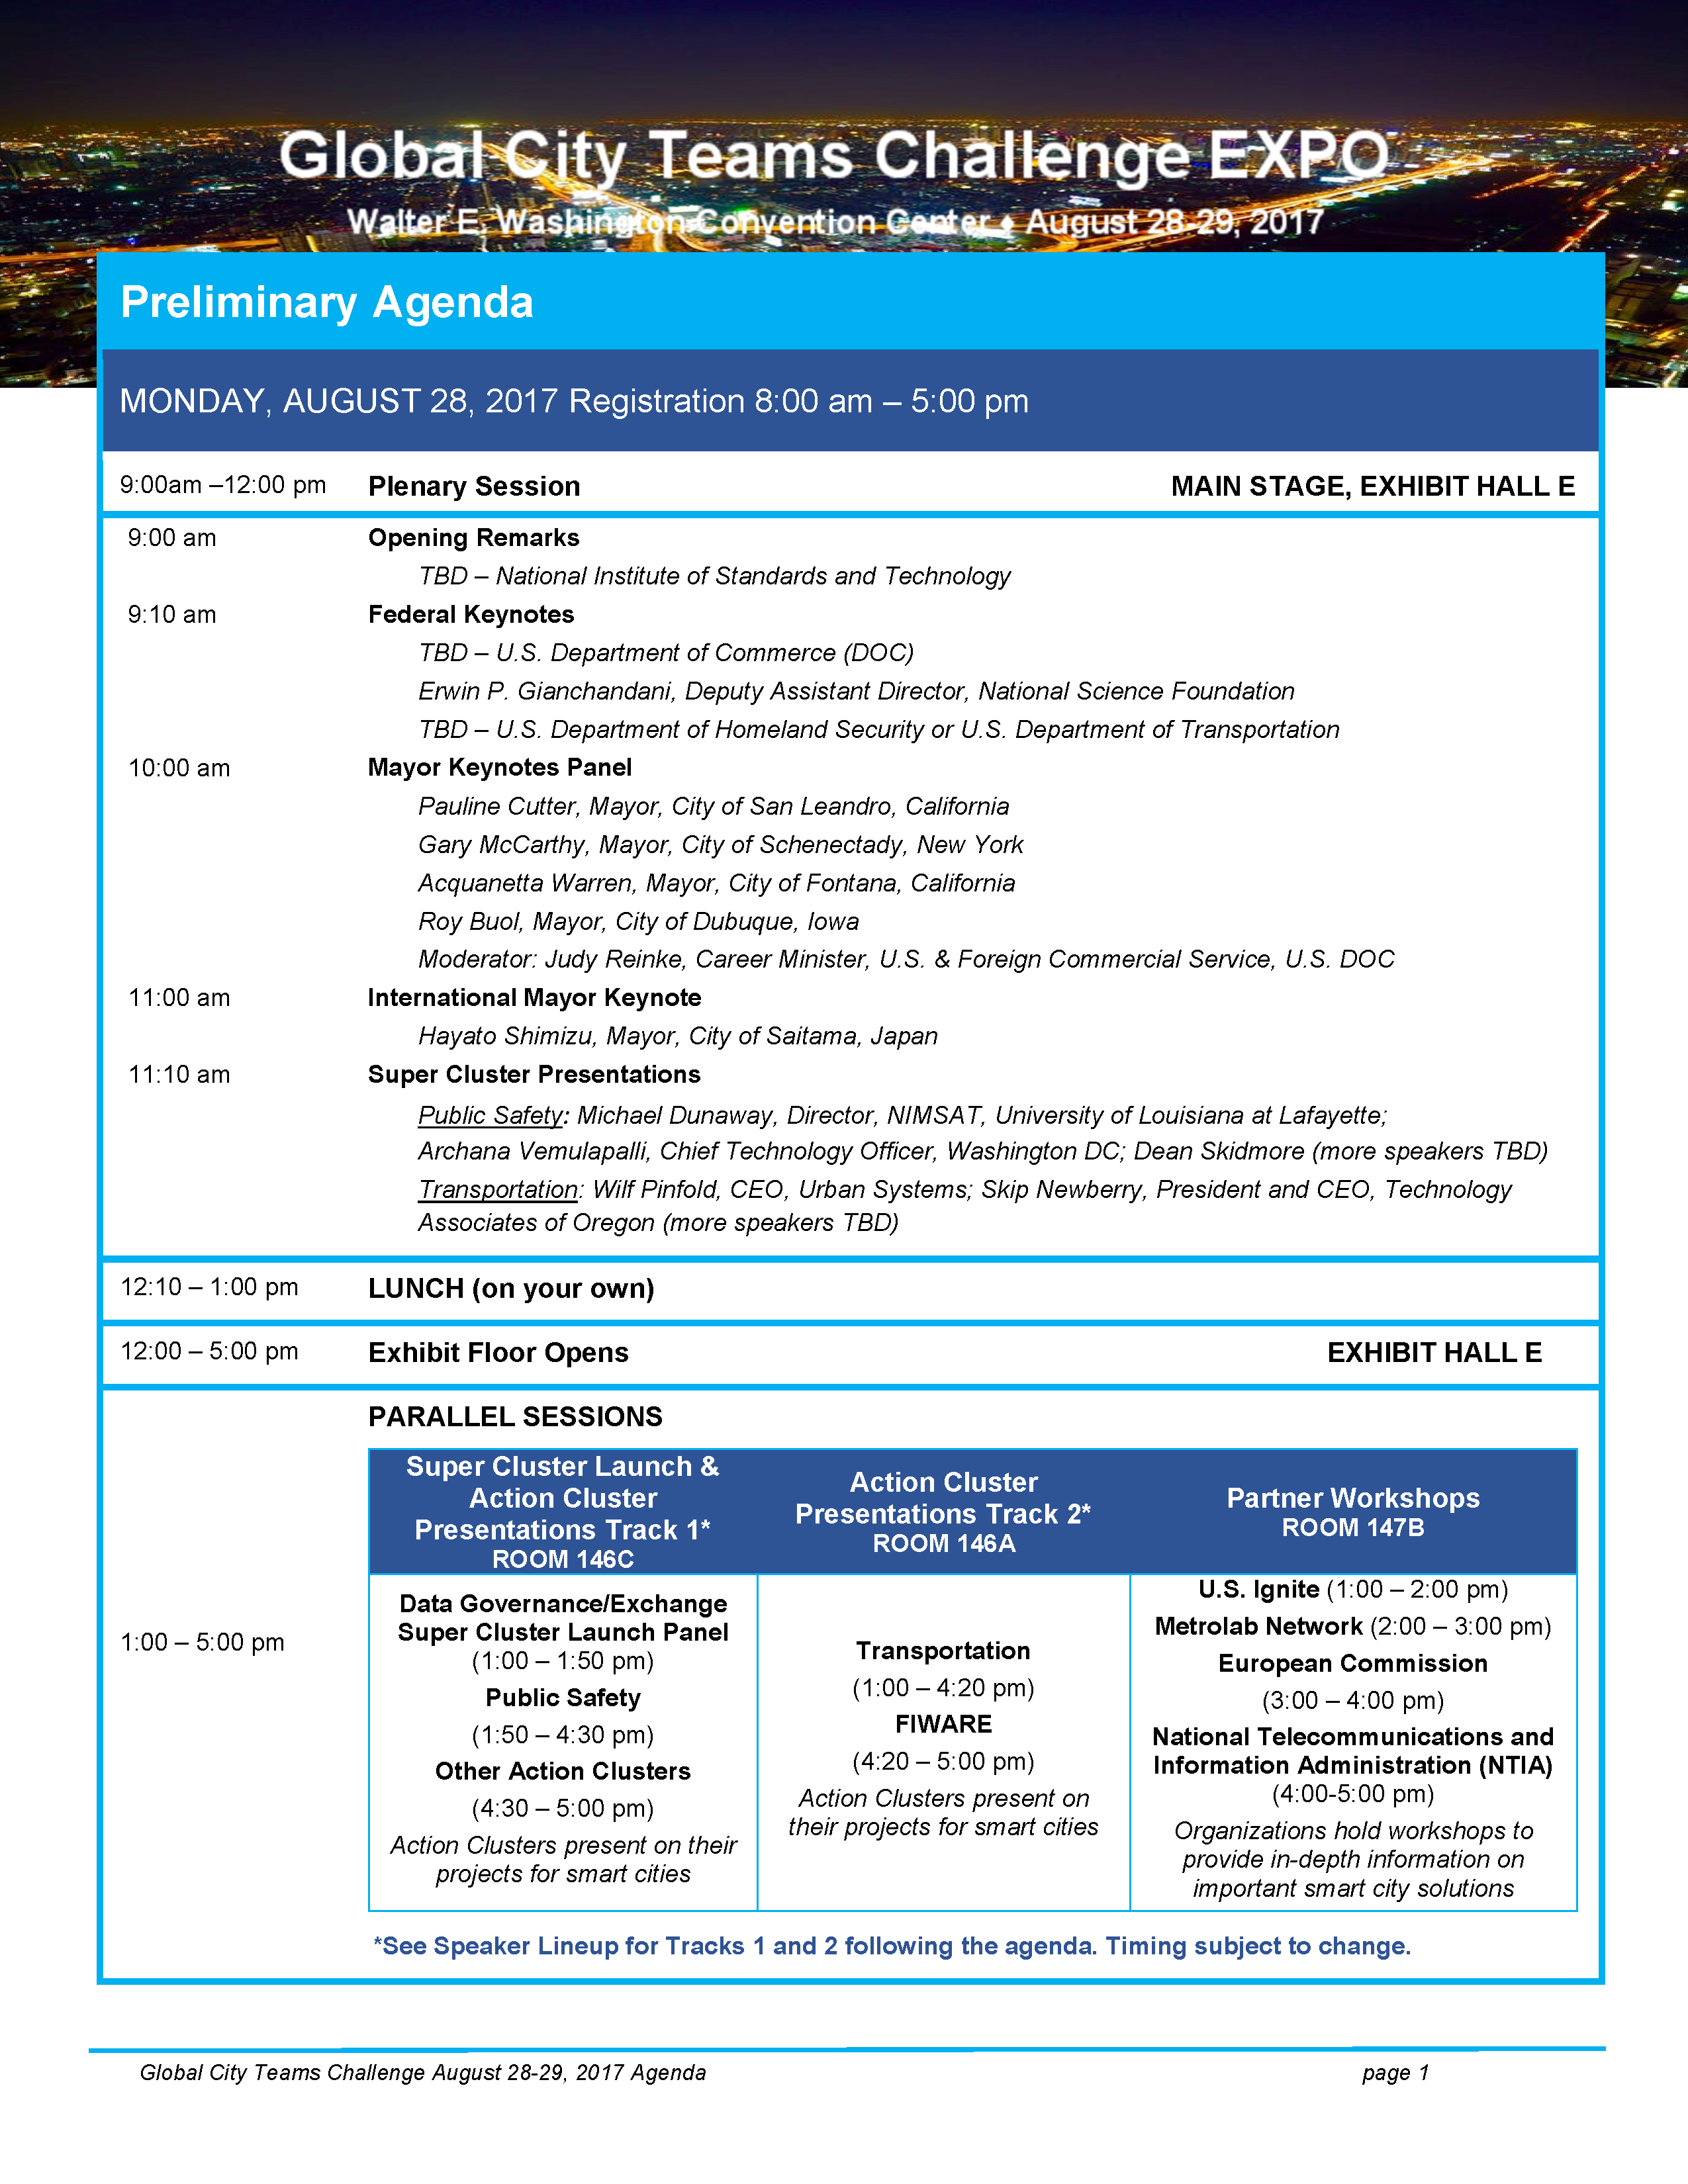 Global City Teams Challenge EXPO
Walter E. Washington Convention Center ♦ August 28-29, 2017
Preliminary Agenda
MONDAY, AUGUST 28, 2017 Registration 8:00 am – 5:00 pm
9:00am –12:00 pm Plenary Session MAIN STAGE, EXHIBIT HALL E
9:00 am Opening Remarks
TBD – National Institute of Standards and Technology
9:10 am Federal Keynotes
TBD – U.S. Department of Commerce (DOC)
Erwin P. Gianchandani, Deputy Assistant Director, National Science Foundation
TBD – U.S. Department of Homeland Security or U.S. Department of Transportation
10:00 am Mayor Keynotes Panel
Pauline Cutter, Mayor, City of San Leandro, California
Gary McCarthy, Mayor, City of Schenectady, New York
Acquanetta Warren, Mayor, City of Fontana, California
Roy Buol, Mayor, City of Dubuque, Iowa
Moderator: Judy Reinke, Career Minister, U.S. & Foreign Commercial Service, U.S. DOC
11:00 am International Mayor Keynote
Hayato Shimizu, Mayor, City of Saitama, Japan
11:10 am Super Cluster Presentations
Public Safety: Michael Dunaway, Director, NIMSAT, University of Louisiana at Lafayette;
Archana Vemulapalli, Chief Technology Officer, Washington DC; Dean Skidmore (more speakers TBD)
Transportation: Wilf Pinfold, CEO, Urban Systems; Skip Newberry, President and CEO, Technology
Associates of Oregon (more speakers TBD)
12:10 – 1:00 pm LUNCH (on your own)
12:00 – 5:00 pm Exhibit Floor Opens EXHIBIT HALL E
PARALLEL SESSIONS
1:00 – 5:00 pm
Super Cluster Launch &
Action Cluster
Presentations Track 1*
ROOM 146C
Action Cluster
Presentations Track 2*
ROOM 146A
Partner Workshops
ROOM 147B
Data Governance/Exchange
Super Cluster Launch Panel
(1:00 – 1:50 pm)
Public Safety
(1:50 – 4:30 pm)
Other Action Clusters
(4:30 – 5:00 pm)
Action Clusters present on their
projects for smart cities
Transportation
(1:00 – 4:20 pm)
FIWARE
(4:20 – 5:00 pm)
Action Clusters present on
their projects for smart cities
U.S. Ignite (1:00 – 2:00 pm)
Metrolab Network (2:00 – 3:00 pm)
European Commission
(3:00 – 4:00 pm)
National Telecommunications and
Information Administration (NTIA)
(4:00-5:00 pm)
Organizations hold workshops to
provide in-depth information on
important smart city solutions
*See Speaker Lineup for Tracks 1 and 2 following the agenda. Timing subject to change.
Global City Teams Challenge August 28-29, 2017 Agenda page 1